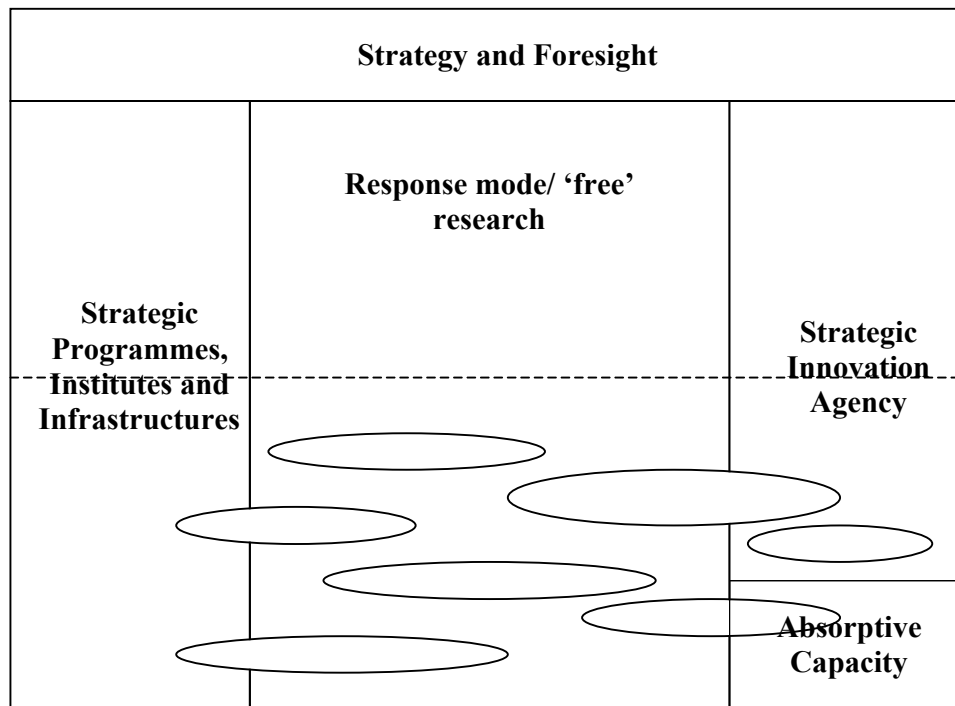 Strategy and Foresight
Response mode/ ‘free’
research
Strategic
Programmes,
Institutes and
Infrastructures
Strategic
Innovation
Agency
Absorptive
Capacity